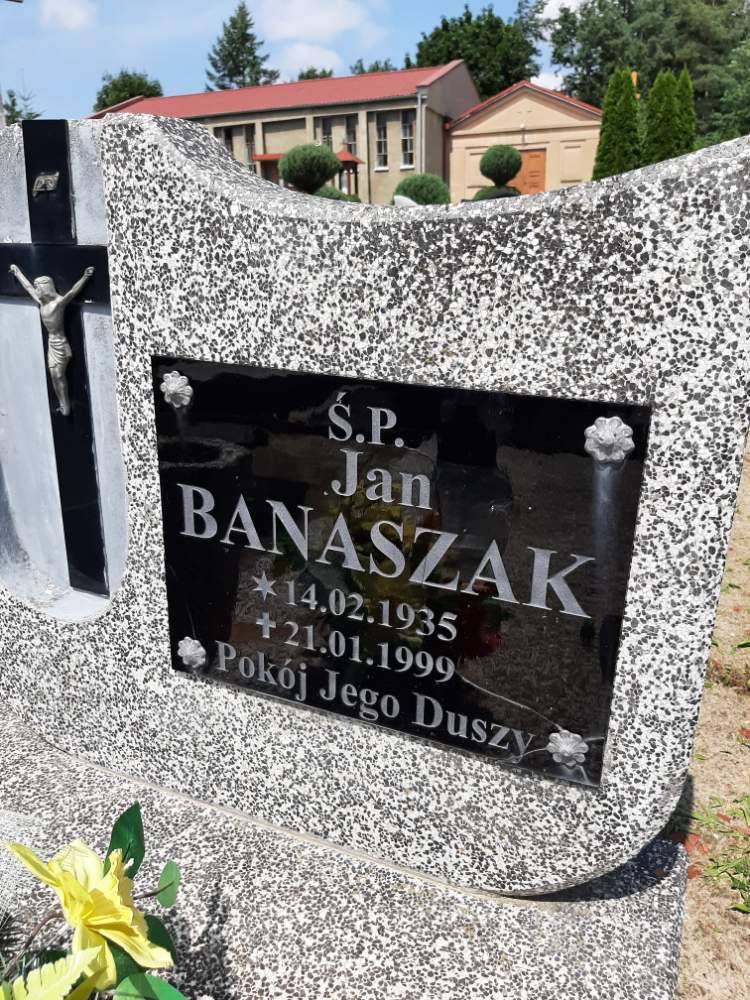 Ś.P.
Jan
BANASZAK
✶14.02.1935
✝21.01.1999
Pokój Jego Duszy